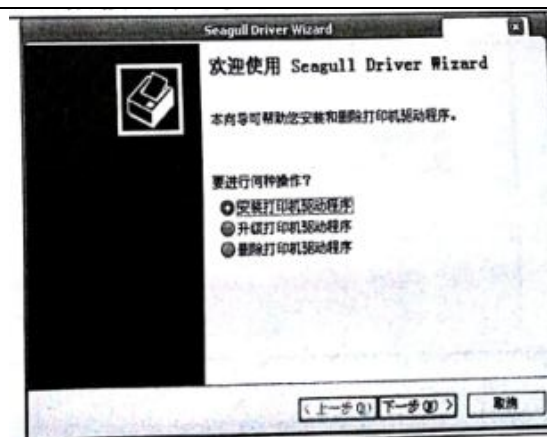 Seagull Driver Wizard
欢迎使用 Seagull Driver Wizard
本向导可帮助您安装和删除打印机驱动程序。
要进行何种操作?
安装打印机驱动程序
升级打印机驱动程序
删除打印机驱动程序
<上一步(B) 下一步(N)> 取消